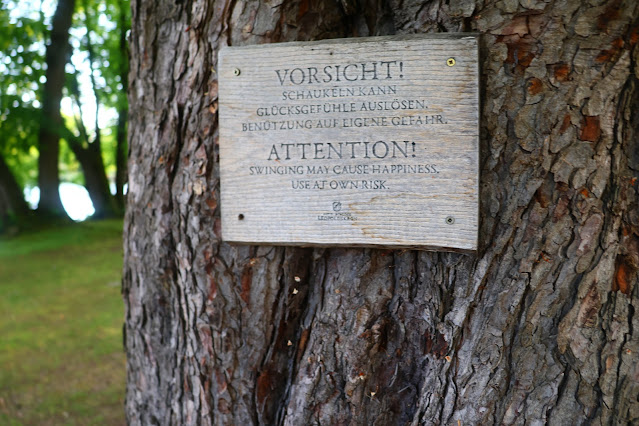 VORSICHT!
SCHAUKELN KANN
GLÜCKSGEFÜHLE AUSLÖSEN.
BENÜTZUNG AUF EIGENE GEFAHR.
ATTENTION!
SWINGING MAY CAUSE HAPPINESS.
USE AT OWN RISK.